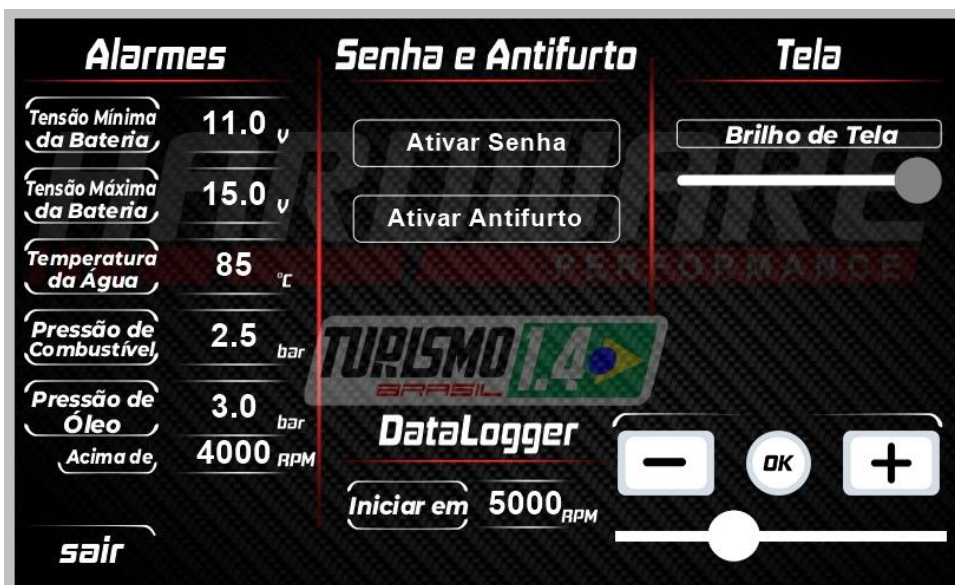 Alarmes
Tensão Mínima
da Bateria
11.0 V
Tensão Máxima
da Bateria
15.0 V
Temperatura
da Água
85 °C
Pressão de
Combustível
2.5 bar
Pressão de
Óleo
3.0 bar
Acima de
4000 RPM
sair
Senha e Antifurto
Ativar Senha
Ativar Antifurto
TURISMO 1.4
BRASIL
DataLogger
Iniciar em 5000 RPM
Tela
Brilho de Tela
HARDWARE
PERFORMANCE
− OK +